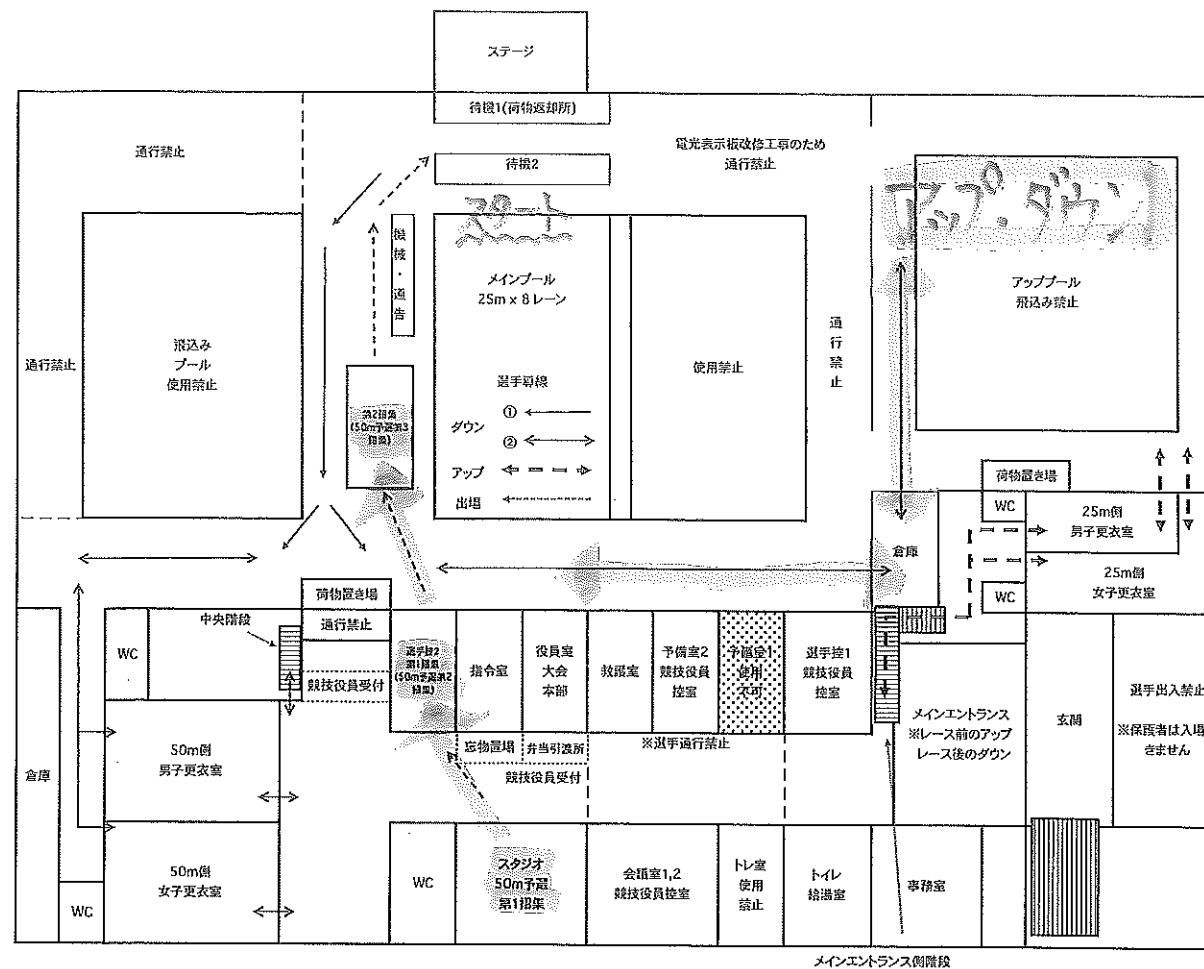 ステージ
待機1(荷物返却所)
通行禁止
電光表示板改修工事のため
通行禁止
待機2
アップ・ダウン
スタート
機械・通告
メインプール
25m x 8レーン
アッププール
飛込み禁止
通行禁止
飛込み
プール
使用禁止
使用禁止
通行禁止
選手導線
第2招集
(50m予選第3
招集)
①
ダウン
②
アップ
出場
荷物置き場
WC
25m側
男子更衣室
倉庫
25m側
女子更衣室
WC
荷物置き場
中央階段
通行禁止
WC
選手控2
第1招集
(50m予選第2
招集)
指令室
役員室
大会
本部
救護室
予備室2
競技役員
控室
予備室1
使用
不可
選手控1
競技役員
控室
競技役員受付
メインエントランス
※レース前のアップ
レース後のダウン
玄関
選手出入禁止
※保護者は入場
きません
忘物置場
弁当引渡所
※選手通行禁止
競技役員受付
倉庫
50m側
男子更衣室
50m側
女子更衣室
WC
WC
スタジオ
50m予選
第1招集
会議室1,2
競技役員控室
トレ室
使用
禁止
トイレ
給湯室
事務室
メインエントランス側階段